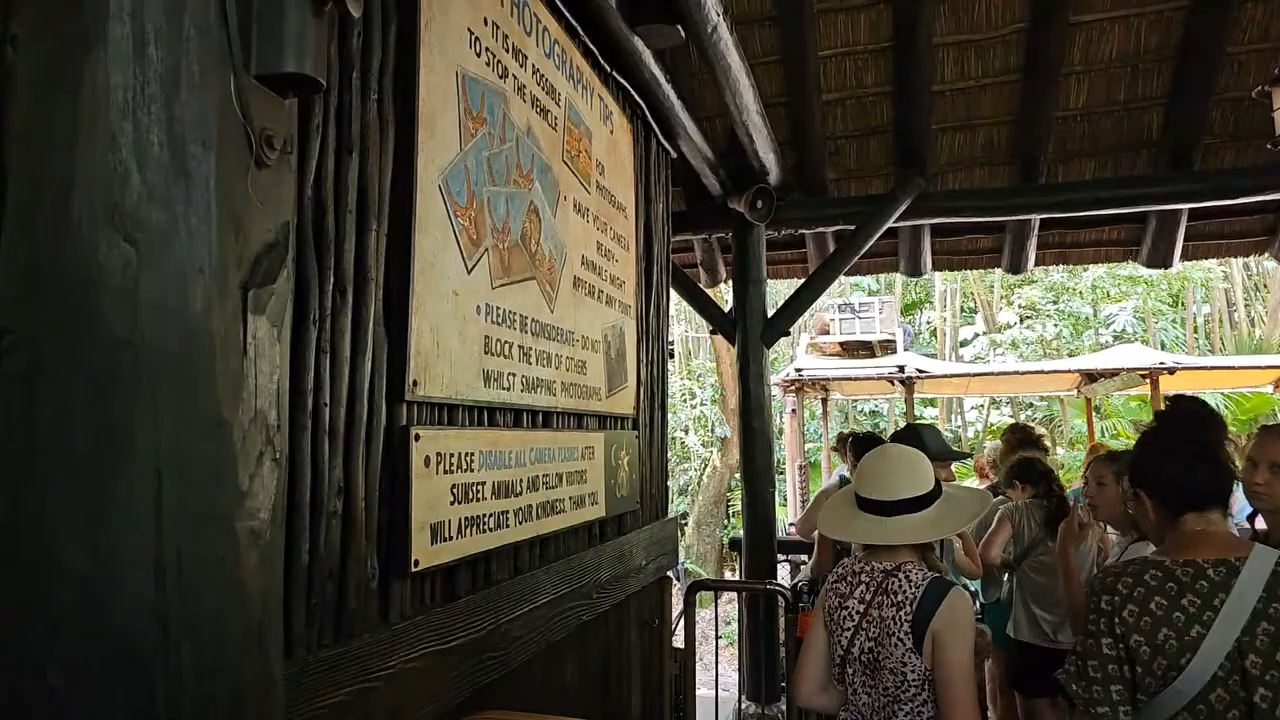 PHOTOGRAPHY TIPS
• IT IS NOT POSSIBLE
TO STOP THE VEHICLE
FOR
PHOTOGRAPHS.
• HAVE YOUR CAMERA
READY-
ANIMALS MIGHT
APPEAR AT ANY POINT.
• PLEASE BE CONSIDERATE- DO NOT
BLOCK THE VIEW OF OTHERS
WHILST SNAPPING PHOTOGRAPHS.
• PLEASE DISABLE ALL CAMERA FLASHES AFTER
SUNSET. ANIMALS AND FELLOW VISITORS
WILL APPRECIATE YOUR KINDNESS. THANK YOU.